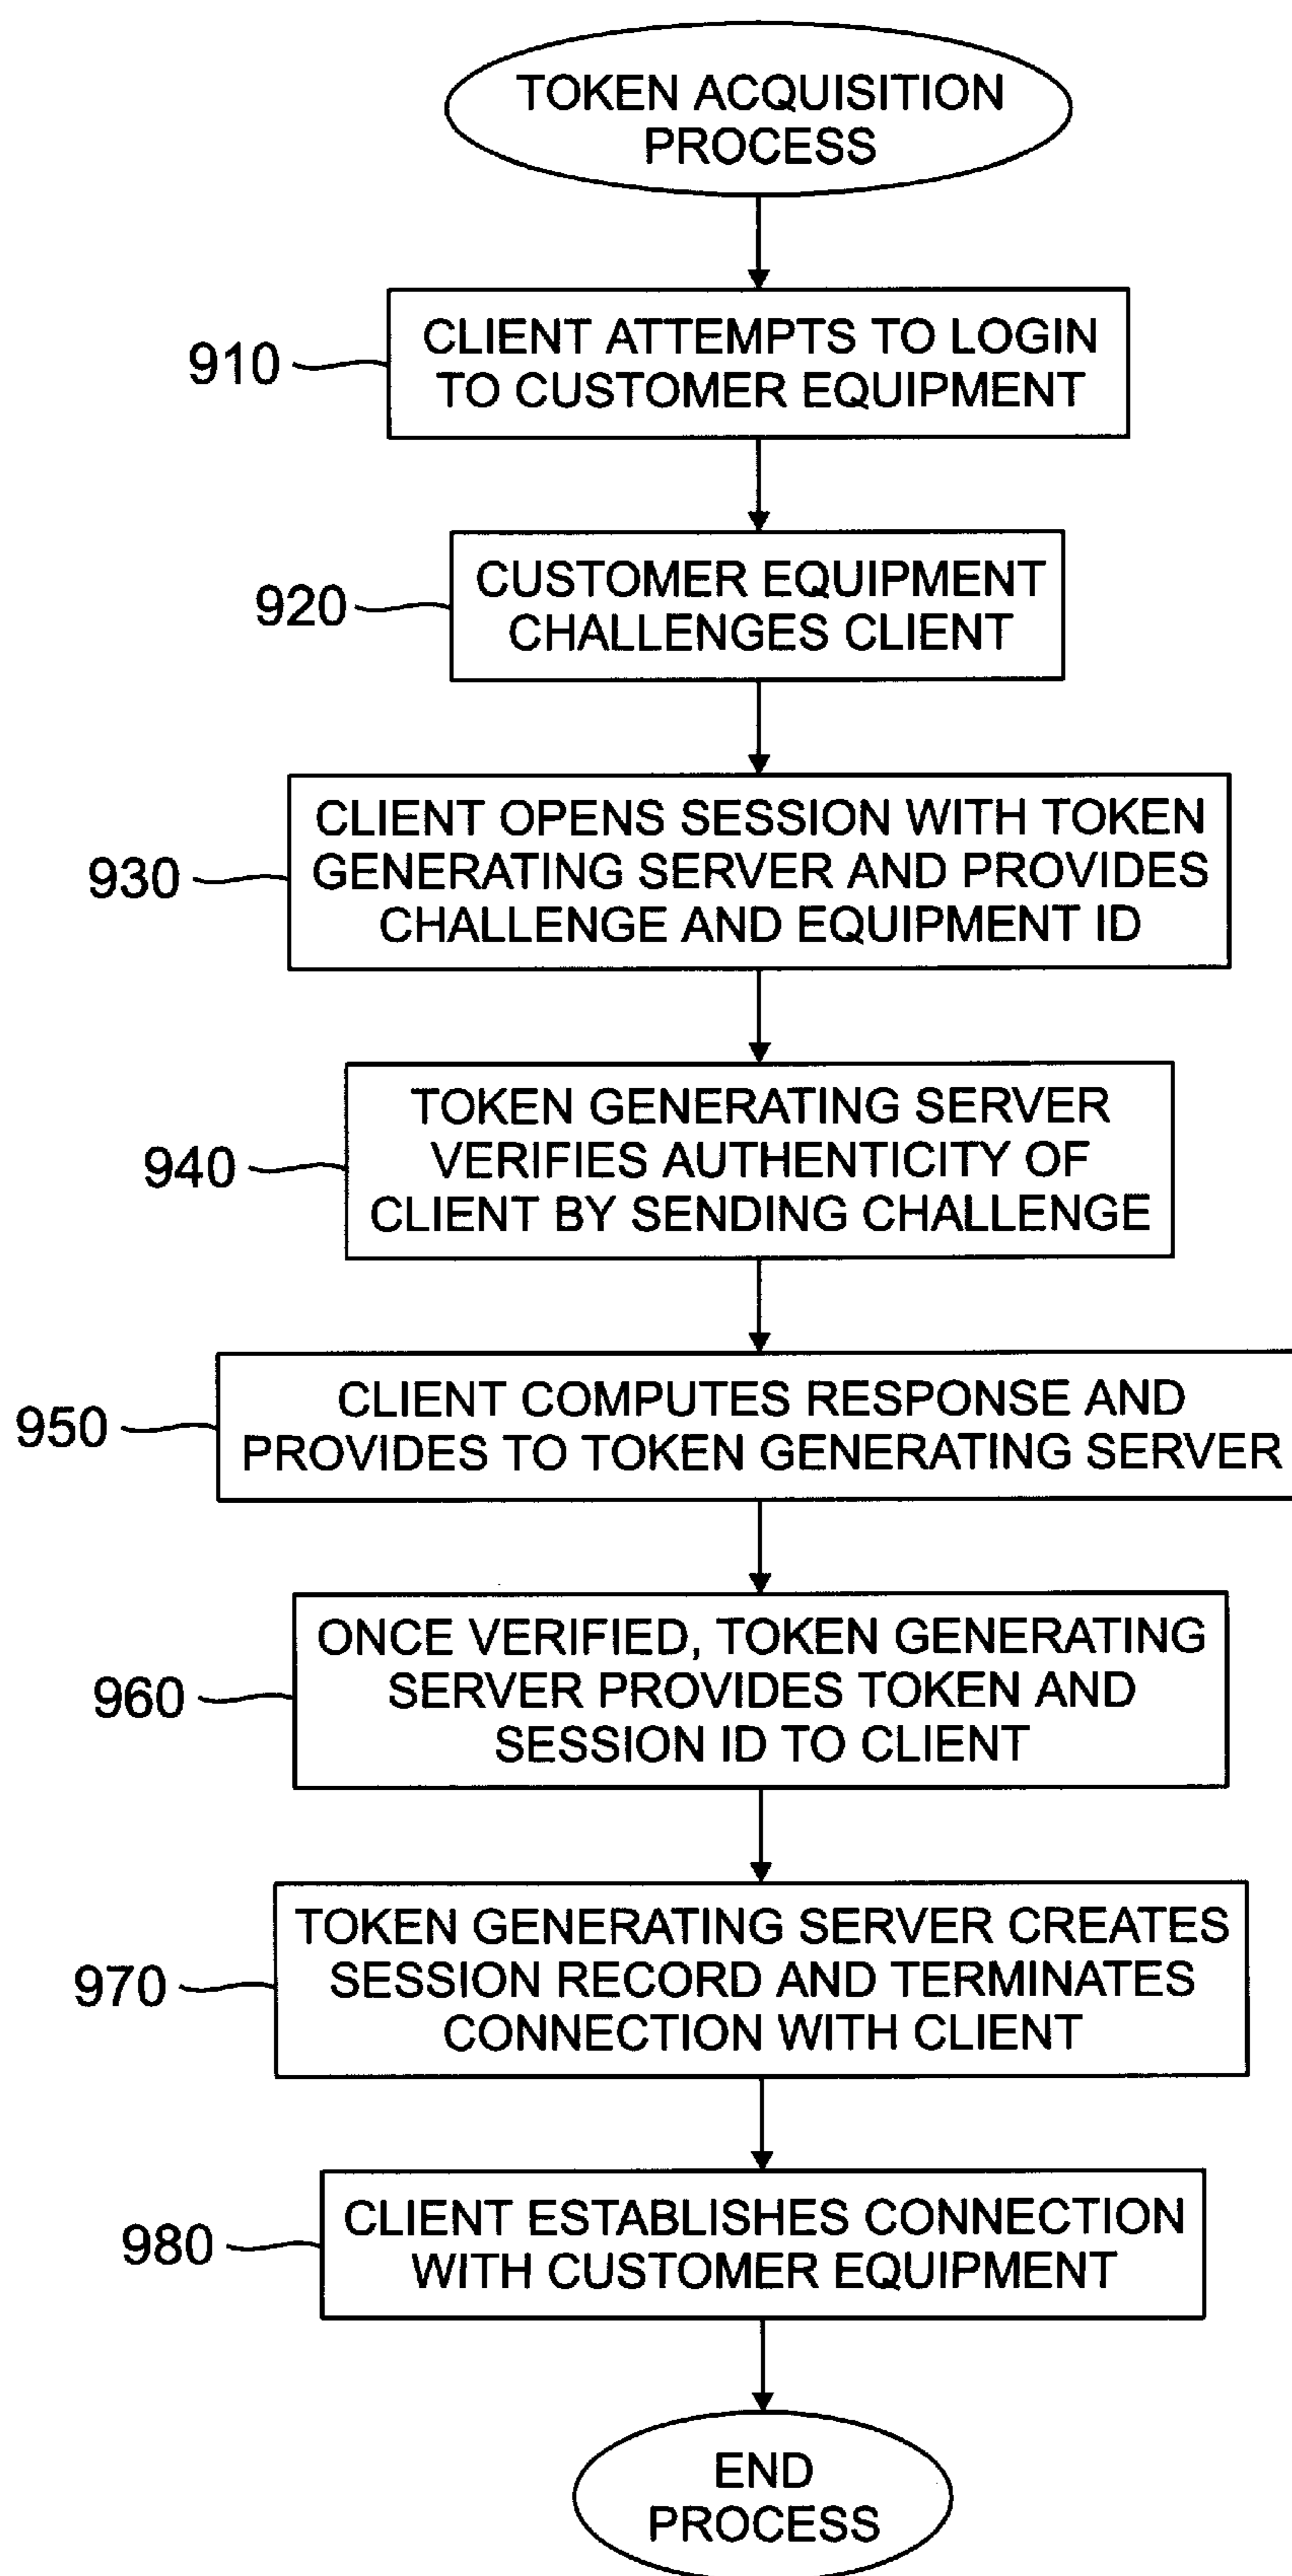 TOKEN ACQUISITION
PROCESS
910
CLIENT ATTEMPTS TO LOGIN
TO CUSTOMER EQUIPMENT
920
CUSTOMER EQUIPMENT
CHALLENGES CLIENT
930
CLIENT OPENS SESSION WITH TOKEN
GENERATING SERVER AND PROVIDES
CHALLENGE AND EQUIPMENT ID
940
TOKEN GENERATING SERVER
VERIFIES AUTHENTICITY OF
CLIENT BY SENDING CHALLENGE
950
CLIENT COMPUTES RESPONSE AND
PROVIDES TO TOKEN GENERATING SERVER
960
ONCE VERIFIED, TOKEN GENERATING
SERVER PROVIDES TOKEN AND
SESSION ID TO CLIENT
970
TOKEN GENERATING SERVER CREATES
SESSION RECORD AND TERMINATES
CONNECTION WITH CLIENT
980
CLIENT ESTABLISHES CONNECTION
WITH CUSTOMER EQUIPMENT
END
PROCESS